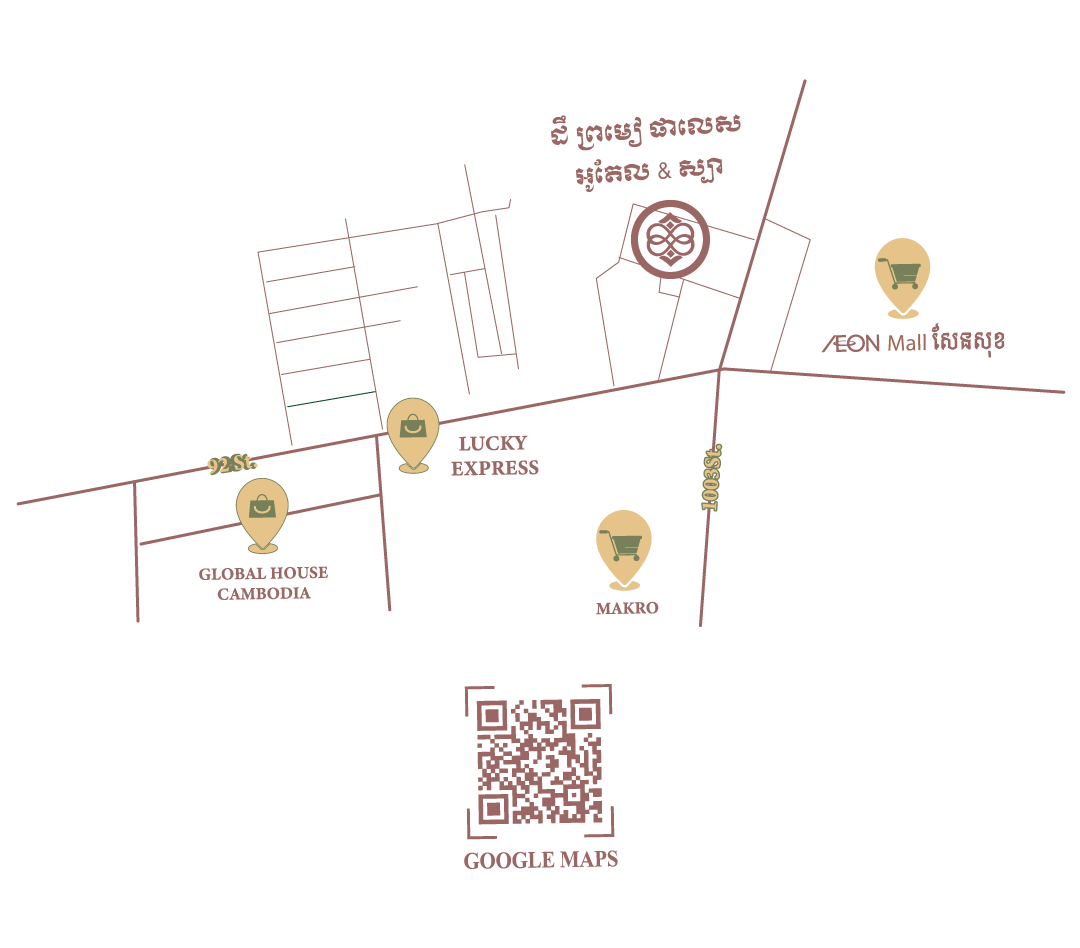 ដឹ ព្រមៀ ផាលេស
អូតែល & ស្បា
ÆON Mall សែនសុខ
LUCKY
EXPRESS
92St.
1003St.
GLOBAL HOUSE
CAMBODIA
MAKRO
GOOGLE MAPS